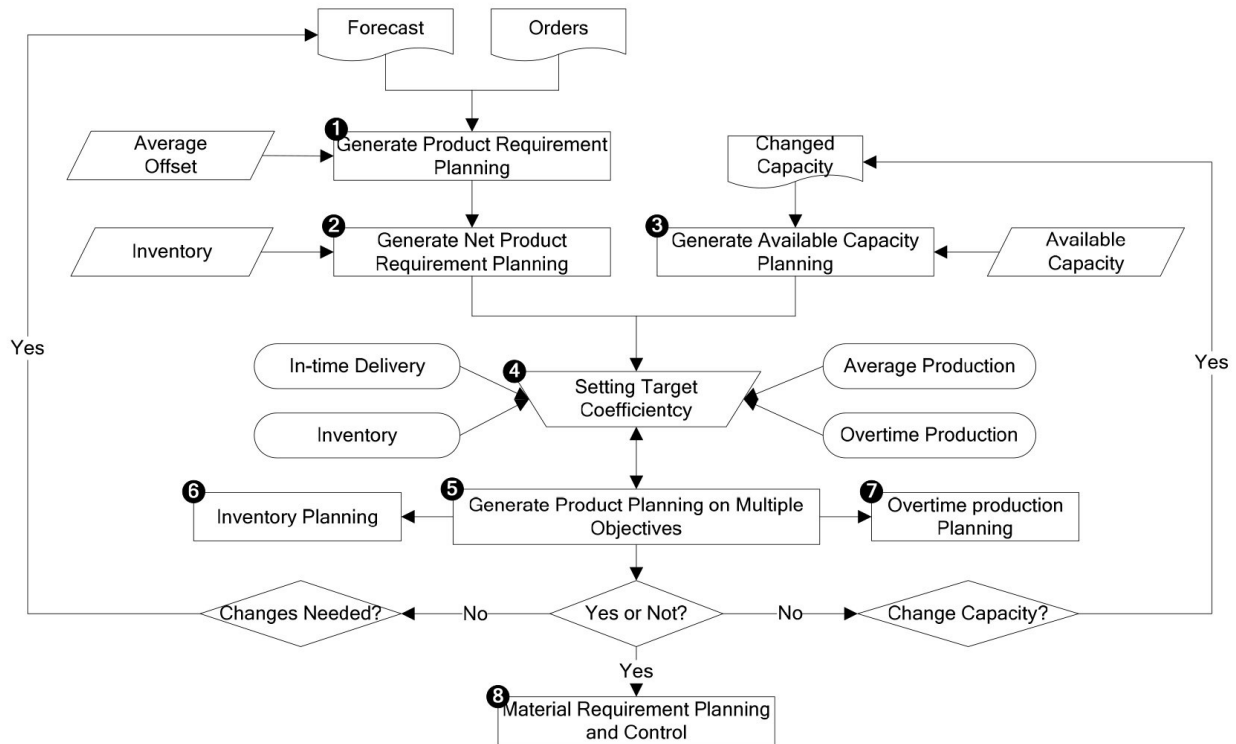 Forecast
Orders
1
Average
Offset
Generate Product Requirement
Planning
Changed
Capacity
2
Inventory
Generate Net Product
Requirement Planning
3
Generate Available Capacity
Planning
Available
Capacity
Yes
Yes
In-time Delivery
4
Setting Target
Coefficientcy
Average Production
Inventory
Overtime Production
6
Inventory Planning
5
Generate Product Planning on Multiple
Objectives
7
Overtime production
Planning
Changes Needed?
No
Yes or Not?
No
Change Capacity?
Yes
8
Material Requirement Planning
and Control